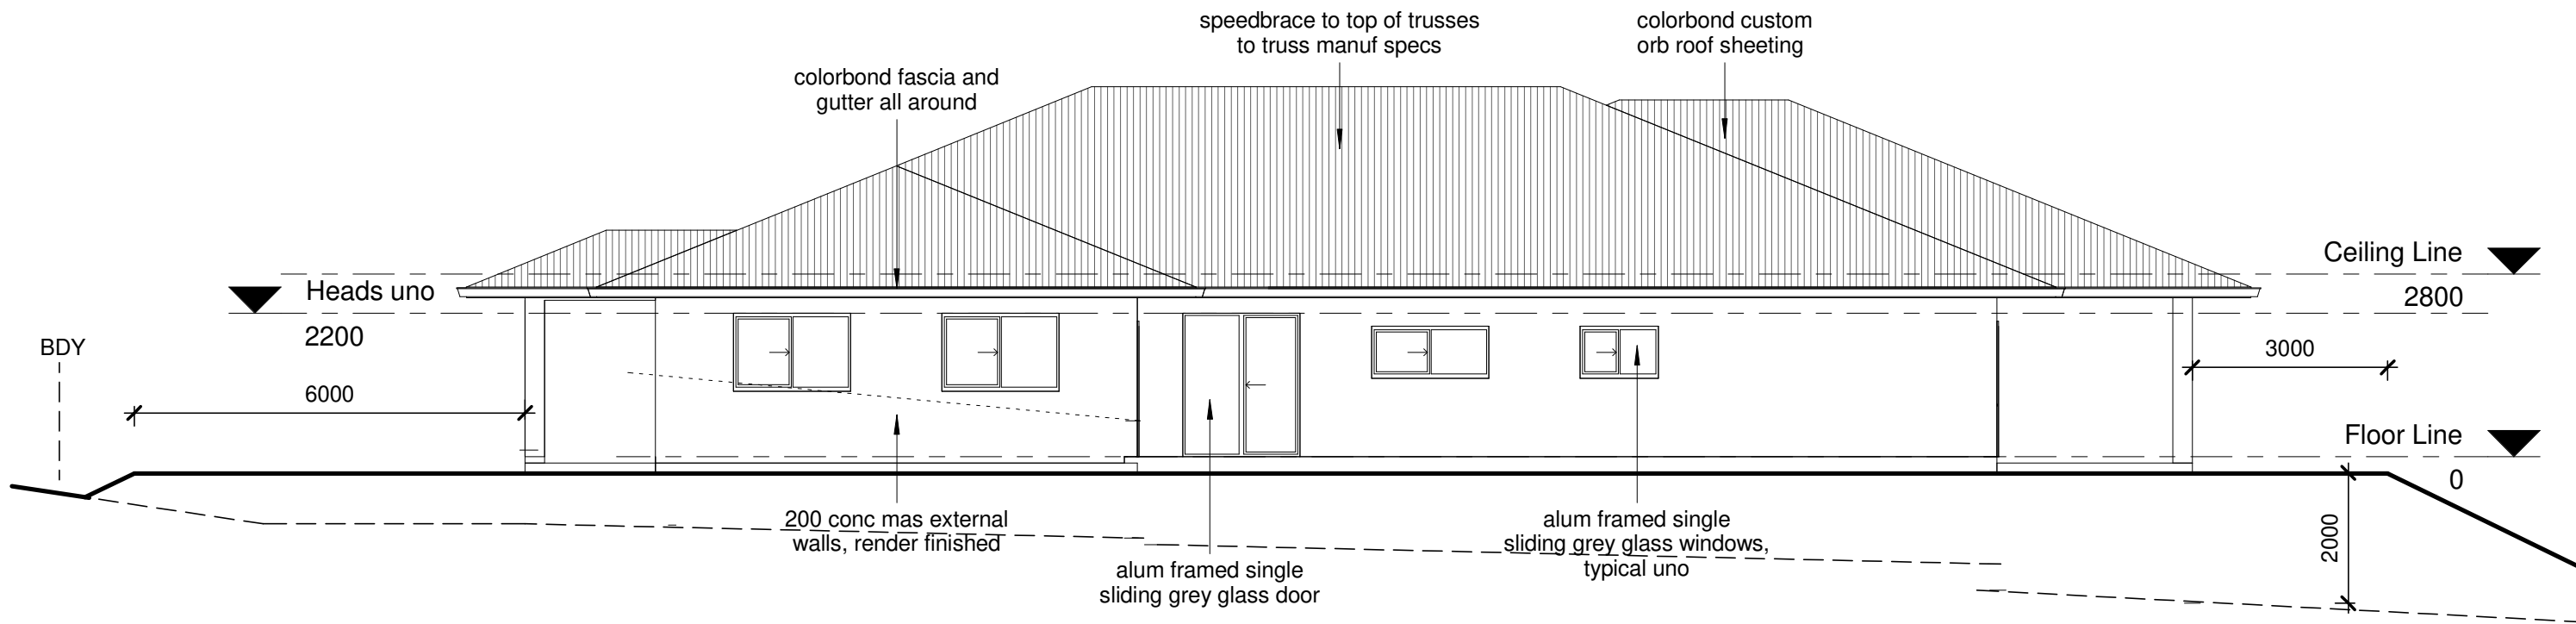 speedbrace to top of trusses
to truss manuf specs
colorbond custom
orb roof sheeting
colorbond fascia and
gutter all around
Ceiling Line
2800
Heads uno
2200
BDY
6000
3000
Floor Line
0
2000
200 conc mas external
walls, render finished
alum framed single
sliding grey glass door
alum framed single
sliding grey glass windows,
typical uno